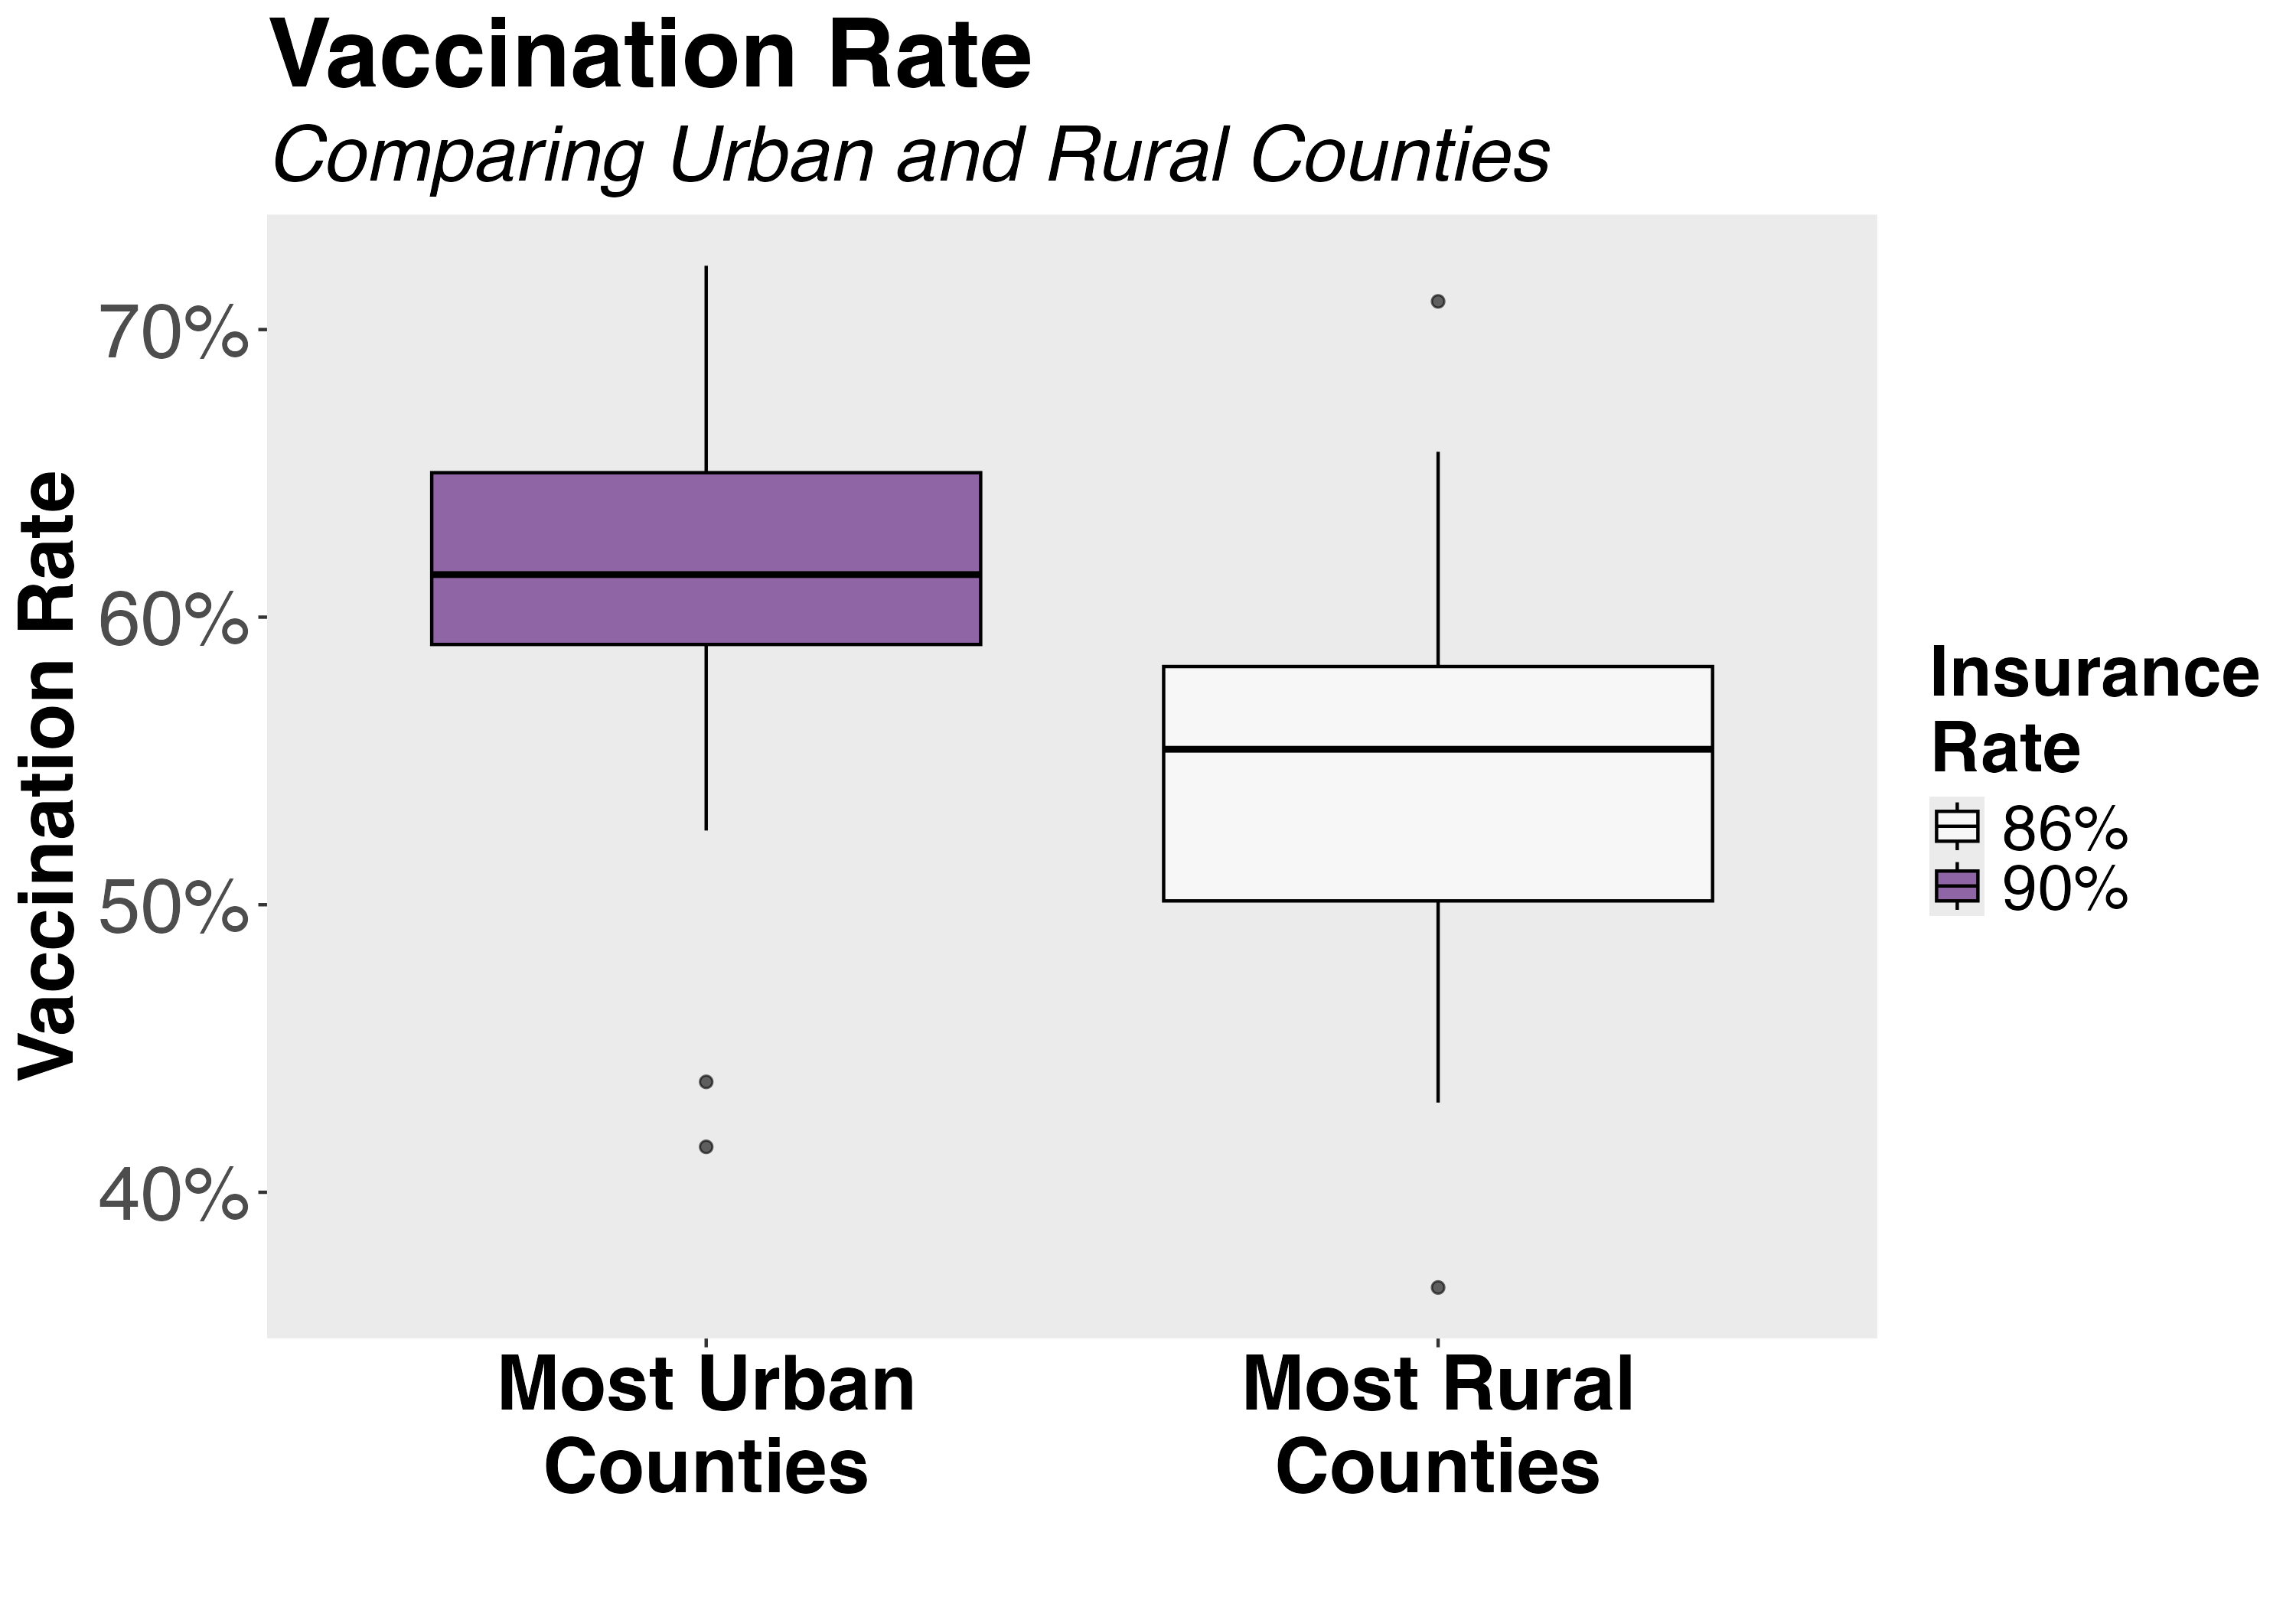 Vaccination Rate
Comparing Urban and Rural Counties
Vaccination Rate
70%
60%
50%
40%
Most Urban
Counties
Most Rural
Counties
Insurance
Rate
86%
90%